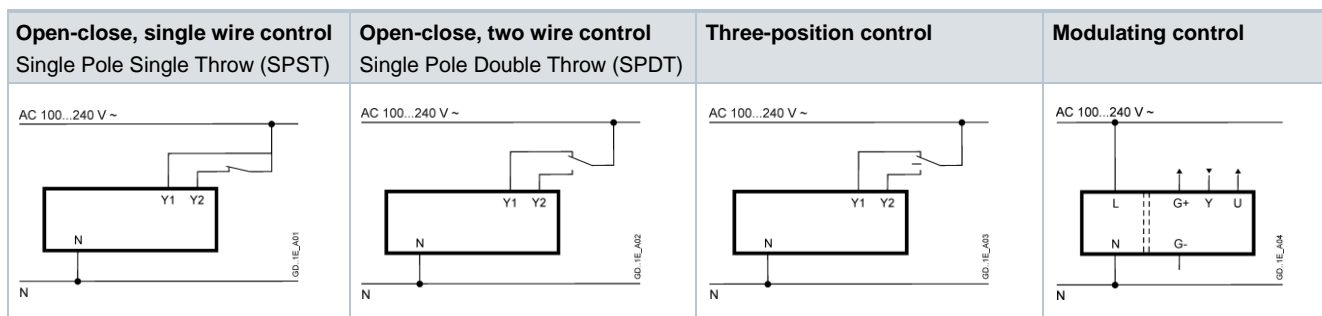 Open-close, single wire control
Single Pole Single Throw (SPST)
Open-close, two wire control
Single Pole Double Throw (SPDT)
Three-position control
Modulating control
AC 100...240 V ~
Y1 Y2
N
N
GD..1E_A01
AC 100...240 V ~
Y1 Y2
N
N
GD..1E_A02
AC 100...240 V ~
Y1 Y2
N
N
GD..1E_A03
AC 100...240 V ~
L G+ Y U
N G-
N
GD..1E_A04